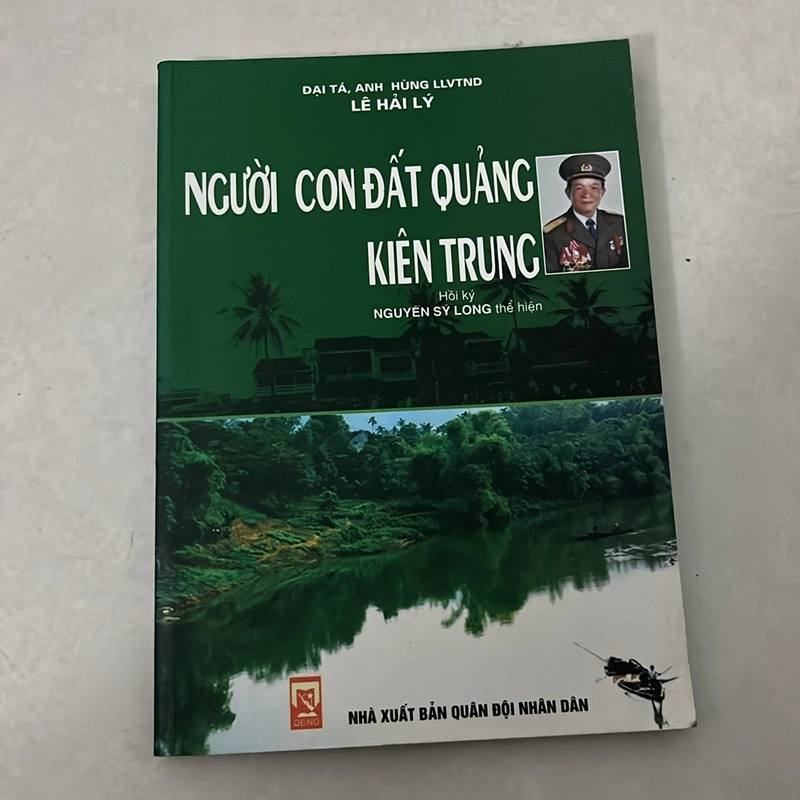 ĐẠI TÁ, ANH HÙNG LLVTND
LÊ HẢI LÝ
NGƯỜI CON ĐẤT QUẢNG
KIÊN TRUNG
Hồi ký
NGUYỄN SỸ LONG thể hiện
QĐND
NHÀ XUẤT BẢN QUÂN ĐỘI NHÂN DÂN